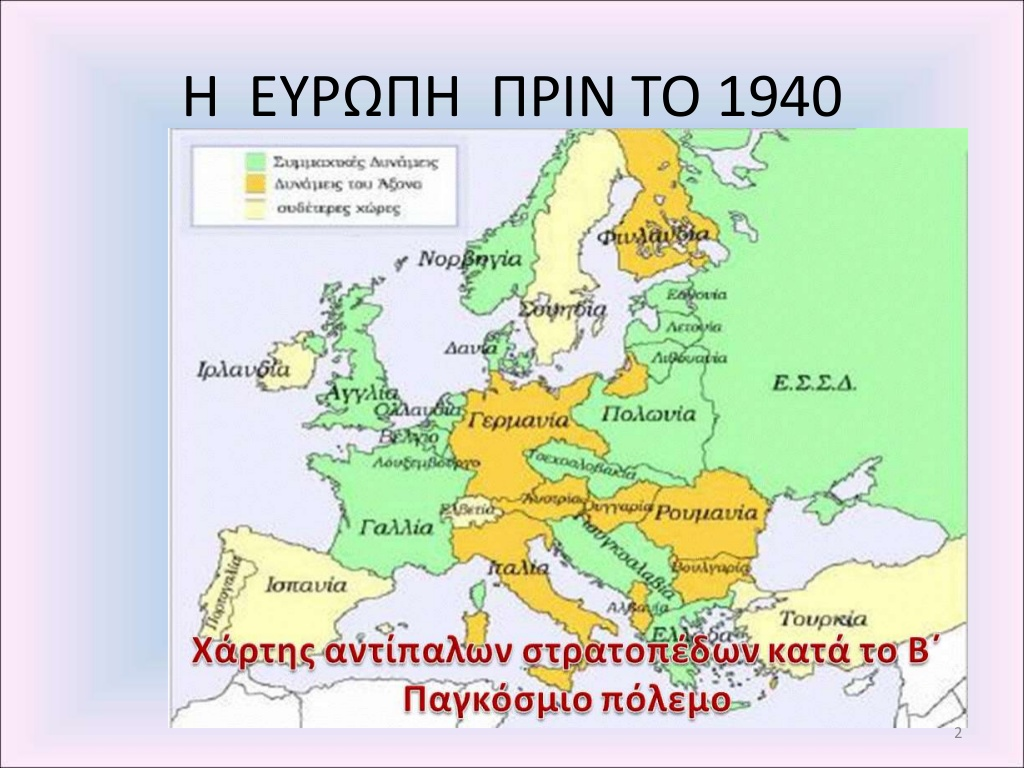 Η ΕΥΡΩΠΗ ΠΡΙΝ ΤΟ 1940
Συμμαχικές Δυνάμεις
Δυνάμεις του Άξονα
ουδέτερες χώρες
Φινλανδία
Νορβηγία
Εσθονία
Σουηδία
Λετονία
Δανία
Λιθουανία
Ιρλανδία
Ε.Σ.Σ.Δ.
Αγγλία
Ολλανδία
Γερμανία
Πολωνία
Βέλγιο
Λουξεμβούργο
Τσεχοσλοβακία
Ελβετία
Αυστρία
Ουγγαρία
Ρουμανία
Γαλλία
Γιουγκοσλαβία
Ιταλία
Βουλγαρία
Πορτογαλία
Ισπανία
Αλβανία
Τουρκία
Ελλάδα
Χάρτης αντίπαλων στρατοπέδων κατά το Β΄
Παγκόσμιο πόλεμο
2